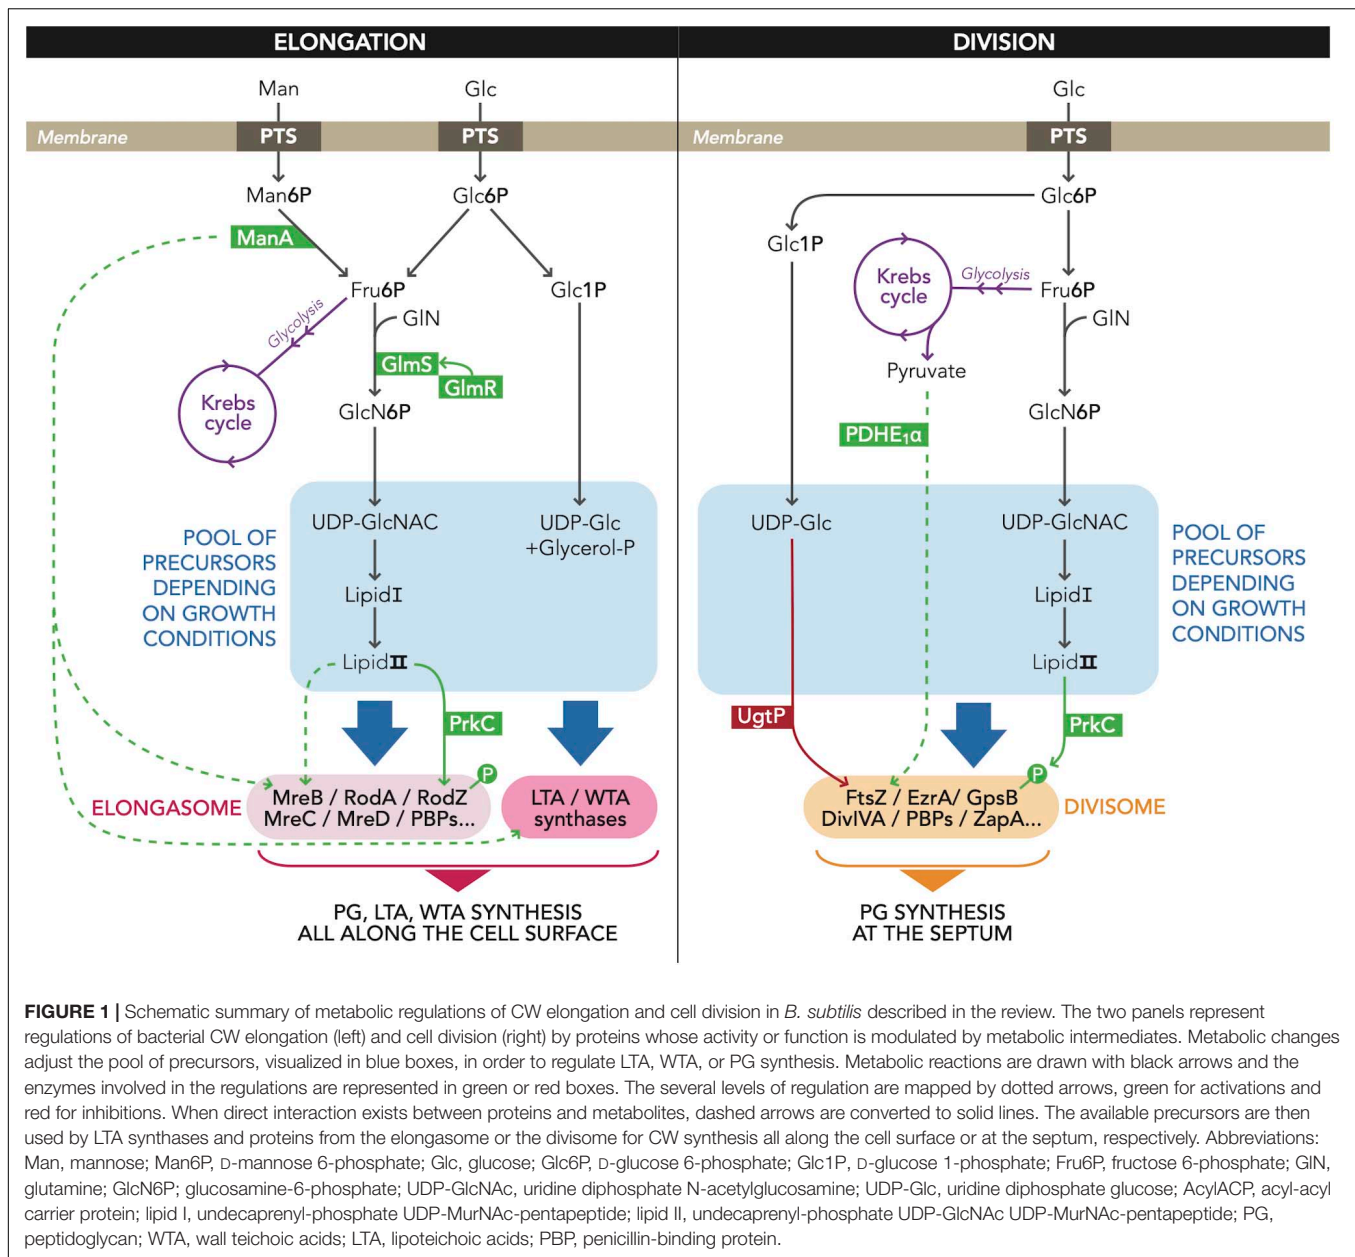 ELONGATION
Man
Glc
Membrane
PTS
PTS
Man6P
Glc6P
ManA
Fru6P
Glc1P
GlN
Glycolysis
GlmS
GlmR
GlcN6P
Krebs
cycle
POOL OF
PRECURSORS
DEPENDING
ON GROWTH
CONDITIONS
UDP-GlcNAC
UDP-Glc
+Glycerol-P
LipidI
LipidII
PrkC
P
ELONGASOME
MreB / RodA / RodZ
MreC / MreD / PBPs...
LTA / WTA
synthases
PG, LTA, WTA SYNTHESIS
ALL ALONG THE CELL SURFACE
DIVISION
Glc
Membrane
PTS
Glc6P
Glc1P
Krebs
cycle
Glycolysis
Fru6P
GlN
Pyruvate
GlcN6P
PDHE₁α
UDP-Glc
UDP-GlcNAC
POOL OF
PRECURSORS
DEPENDING
ON GROWTH
CONDITIONS
LipidI
LipidII
UgtP
PrkC
P
FtsZ / EzrA/ GpsB
DivIVA / PBPs / ZapA...
DIVISOME
PG SYNTHESIS
AT THE SEPTUM
FIGURE 1 | Schematic summary of metabolic regulations of CW elongation and cell division in B. subtilis described in the review. The two panels represent
regulations of bacterial CW elongation (left) and cell division (right) by proteins whose activity or function is modulated by metabolic intermediates. Metabolic changes
adjust the pool of precursors, visualized in blue boxes, in order to regulate LTA, WTA, or PG synthesis. Metabolic reactions are drawn with black arrows and the
enzymes involved in the regulations are represented in green or red boxes. The several levels of regulation are mapped by dotted arrows, green for activations and
red for inhibitions. When direct interaction exists between proteins and metabolites, dashed arrows are converted to solid lines. The available precursors are then
used by LTA synthases and proteins from the elongasome or the divisome for CW synthesis all along the cell surface or at the septum, respectively. Abbreviations:
Man, mannose; Man6P, D-mannose 6-phosphate; Glc, glucose; Glc6P, D-glucose 6-phosphate; Glc1P, D-glucose 1-phosphate; Fru6P, fructose 6-phosphate; GlN,
glutamine; GlcN6P; glucosamine-6-phosphate; UDP-GlcNAc, uridine diphosphate N-acetylglucosamine; UDP-Glc, uridine diphosphate glucose; AcylACP, acyl-acyl
carrier protein; lipid I, undecaprenyl-phosphate UDP-MurNAc-pentapeptide; lipid II, undecaprenyl-phosphate UDP-GlcNAc UDP-MurNAc-pentapeptide; PG,
peptidoglycan; WTA, wall teichoic acids; LTA, lipoteichoic acids; PBP, penicillin-binding protein.